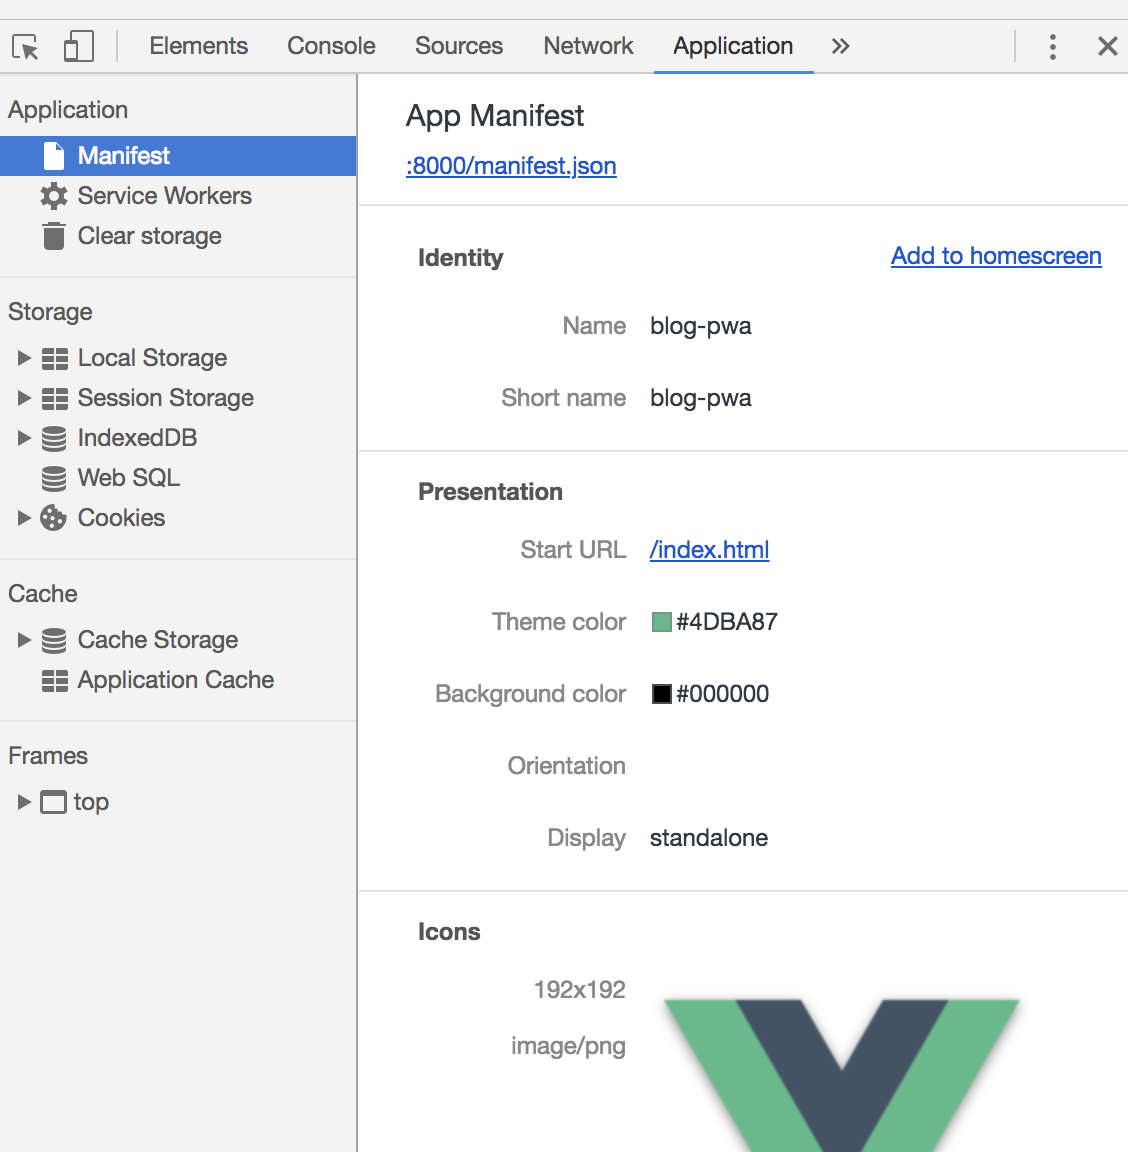 Elements Console Sources Network Application »
Application
Manifest
Service Workers
Clear storage
Storage
Local Storage
Session Storage
IndexedDB
Web SQL
Cookies
Cache
Cache Storage
Application Cache
Frames
top
App Manifest
:8000/manifest.json
Identity Add to homescreen
Name blog-pwa
Short name blog-pwa
Presentation
Start URL /index.html
Theme color #4DBA87
Background color #000000
Orientation
Display standalone
Icons
192x192
image/png